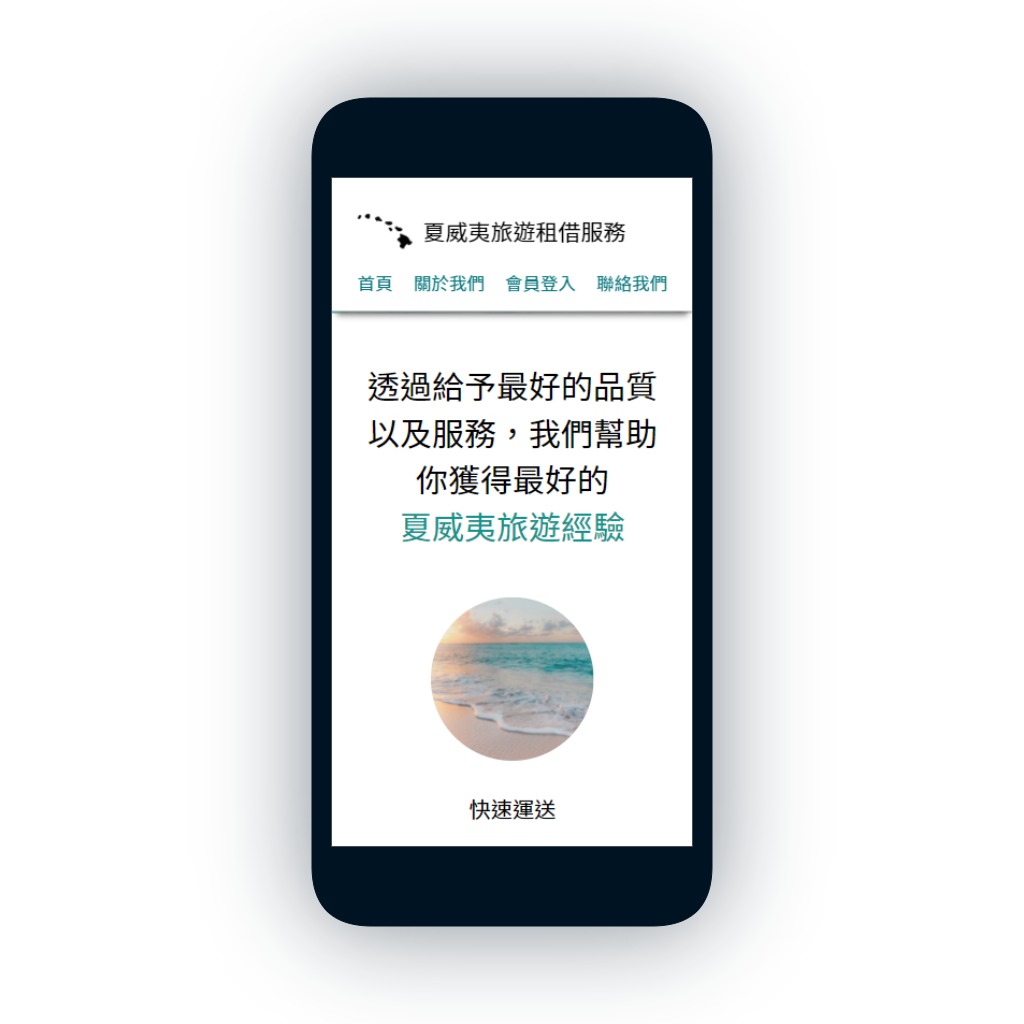 夏威夷旅遊租借服務
首頁 關於我們 會員登入 聯絡我們
透過給予最好的品質
以及服務，我們幫助
你獲得最好的
夏威夷旅遊經驗
快速運送